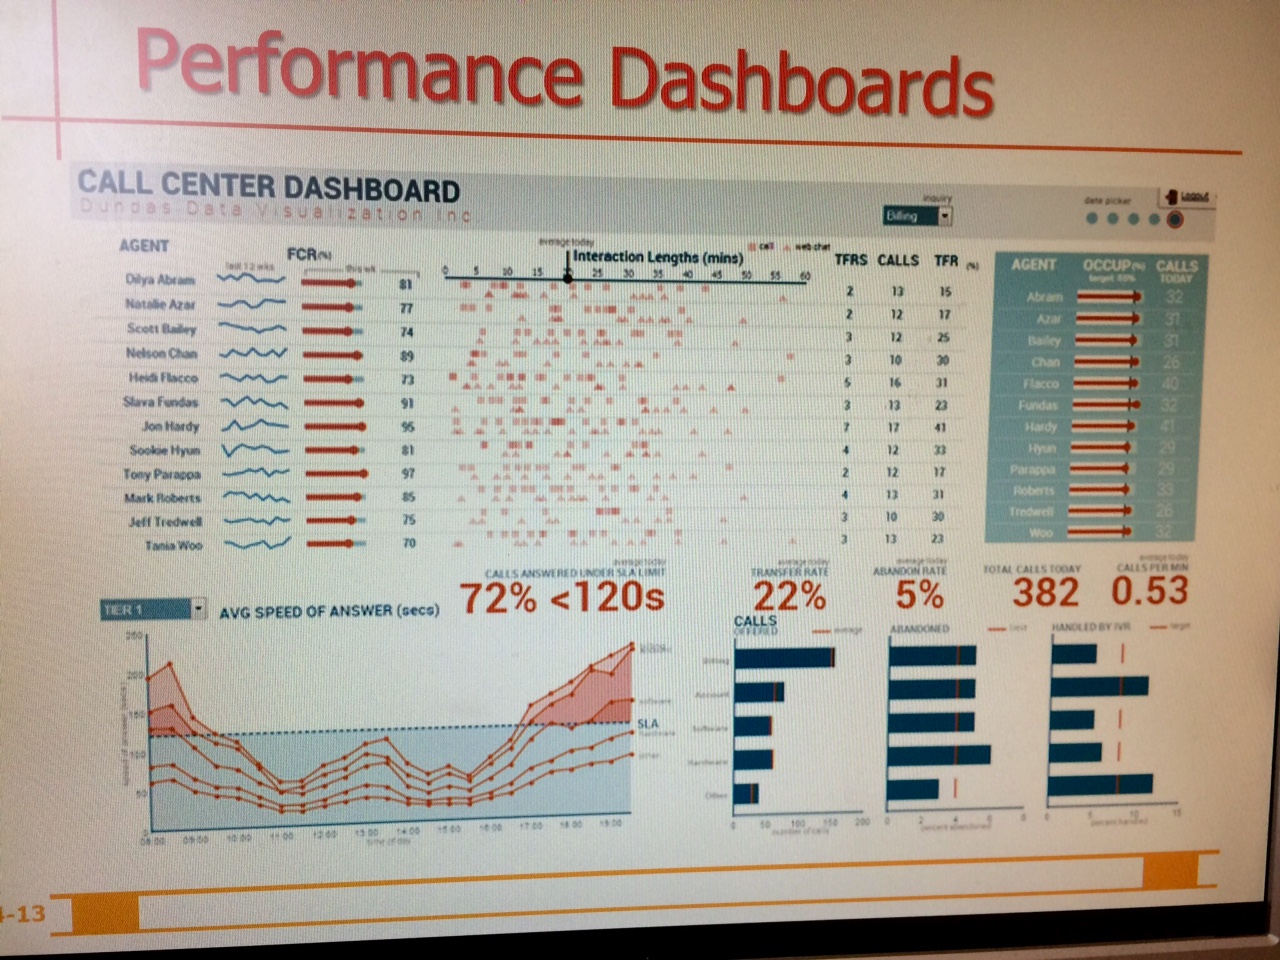 Performance Dashboards
CALL CENTER DASHBOARD
Dundas Data Visualization Inc
inquiry
Billing
date picker
Logout
AGENT
FCR(%)
last 12 wks
this wk
average today
Interaction Lengths (mins)
call
web chat
0 5 10 15 25 30 35 40 45 50 55 60
TFRS CALLS TFR (%)
Dilya Abram 81 2 13 15
Natalie Azar 77 2 12 17
Scott Bailey 74 3 12 25
Nelson Chan 89 3 10 30
Heidi Flacco 73 5 16 31
Slava Fundas 91 3 13 23
Jon Hardy 95 7 17 41
Sookie Hyun 81 4 12 33
Tony Parappa 97 2 12 17
Mark Roberts 85 4 13 31
Jeff Tredwell 75 3 10 30
Tania Woo 70 3 13 23
AGENT OCCUP(%) CALLS
TODAY
Abram 32
Azar 31
Bailey 31
Chan 26
Flacco 40
Fundas 32
Hardy 41
Hyun 29
Parappa 29
Roberts 33
Tredwell 26
Woo 32
average today
CALLS ANSWERED UNDER SLA LIMIT
72% <120s
average today
TRANSFER RATE
22%
average today
ABANDON RATE
5%
TOTAL CALLS TODAY
382
average today
CALLS PER MIN
0.53
TIER 1
AVG SPEED OF ANSWER (secs)
250
200
150
100
50
0
software
SLA
hardware
other
08:00 09:00 10:00 11:00 12:00 13:00 14:00 15:00 16:00 17:00 18:00 19:00
time of day
CALLS
OFFERED
average
Billing
Account
Software
Hardware
Other
0 50 100 150 200
number of calls
ABANDONED
0 2 4 6 8
percent abandoned
HANDLED BY IVR
target
0 5 10 15
percent handled
4-13